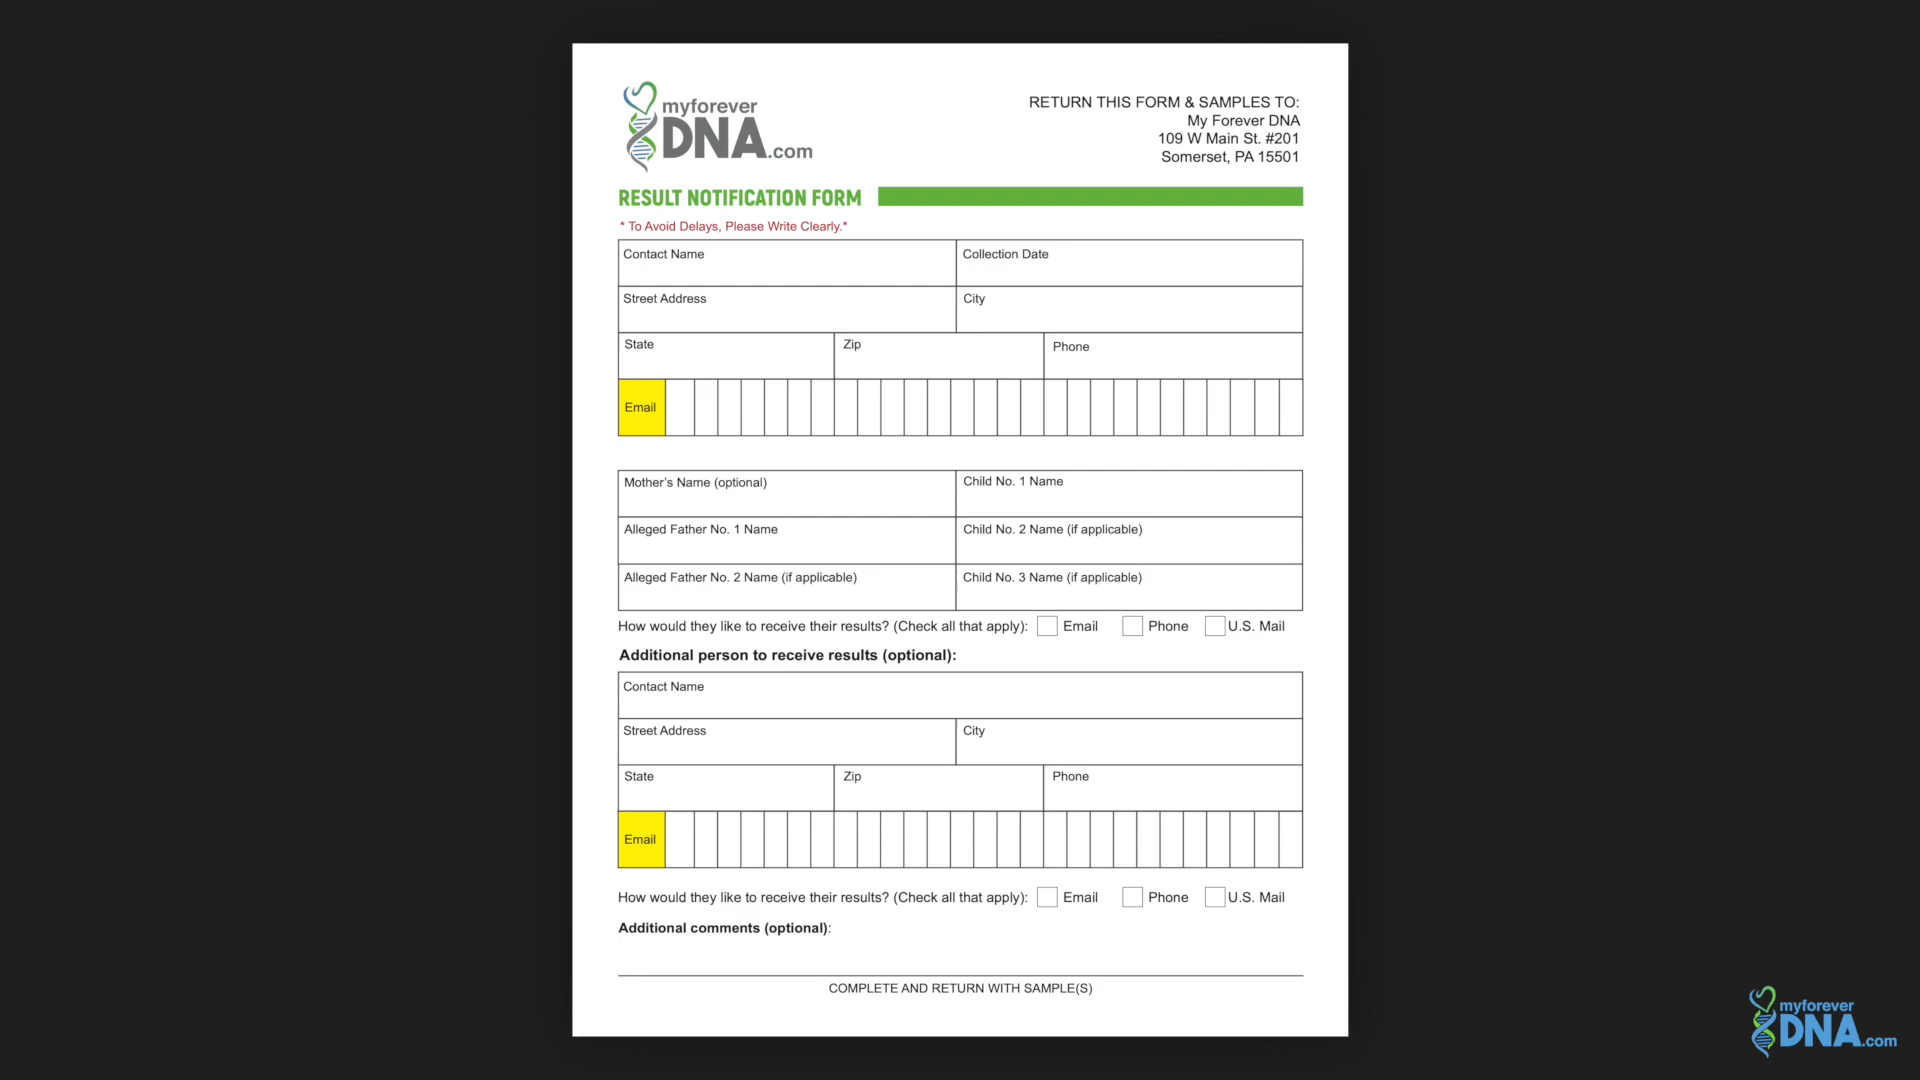 myforever
DNA.com
RETURN THIS FORM & SAMPLES TO:
My Forever DNA
109 W Main St. #201
Somerset, PA 15501
RESULT NOTIFICATION FORM
* To Avoid Delays, Please Write Clearly.*
Contact Name Collection Date
Street Address City
State Zip Phone
Email
Mother's Name (optional) Child No. 1 Name
Alleged Father No. 1 Name Child No. 2 Name (if applicable)
Alleged Father No. 2 Name (if applicable) Child No. 3 Name (if applicable)
How would they like to receive their results? (Check all that apply): Email Phone U.S. Mail
Additional person to receive results (optional):
Contact Name
Street Address City
State Zip Phone
Email
How would they like to receive their results? (Check all that apply): Email Phone U.S. Mail
Additional comments (optional):
COMPLETE AND RETURN WITH SAMPLE(S)
myforever
DNA.com